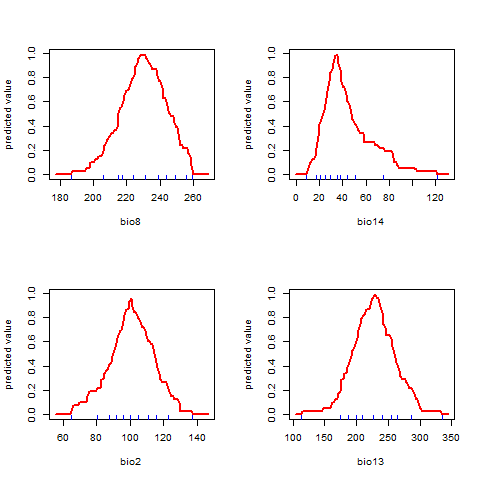 predicted value
0.0 0.2 0.4 0.6 0.8 1.0
180 200 220 240 260
bio8
predicted value
0.0 0.2 0.4 0.6 0.8 1.0
0 20 40 60 80 120
bio14
predicted value
0.0 0.2 0.4 0.6 0.8 1.0
60 80 100 120 140
bio2
predicted value
0.0 0.2 0.4 0.6 0.8 1.0
100 150 200 250 300 350
bio13